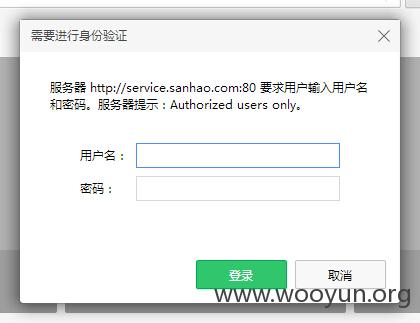 需要进行身份验证
服务器 http://service.sanhao.com:80 要求用户输入用户名
和密码。服务器提示：Authorized users only。
用户名：
密码：
登录 取消
www.wooyun.org